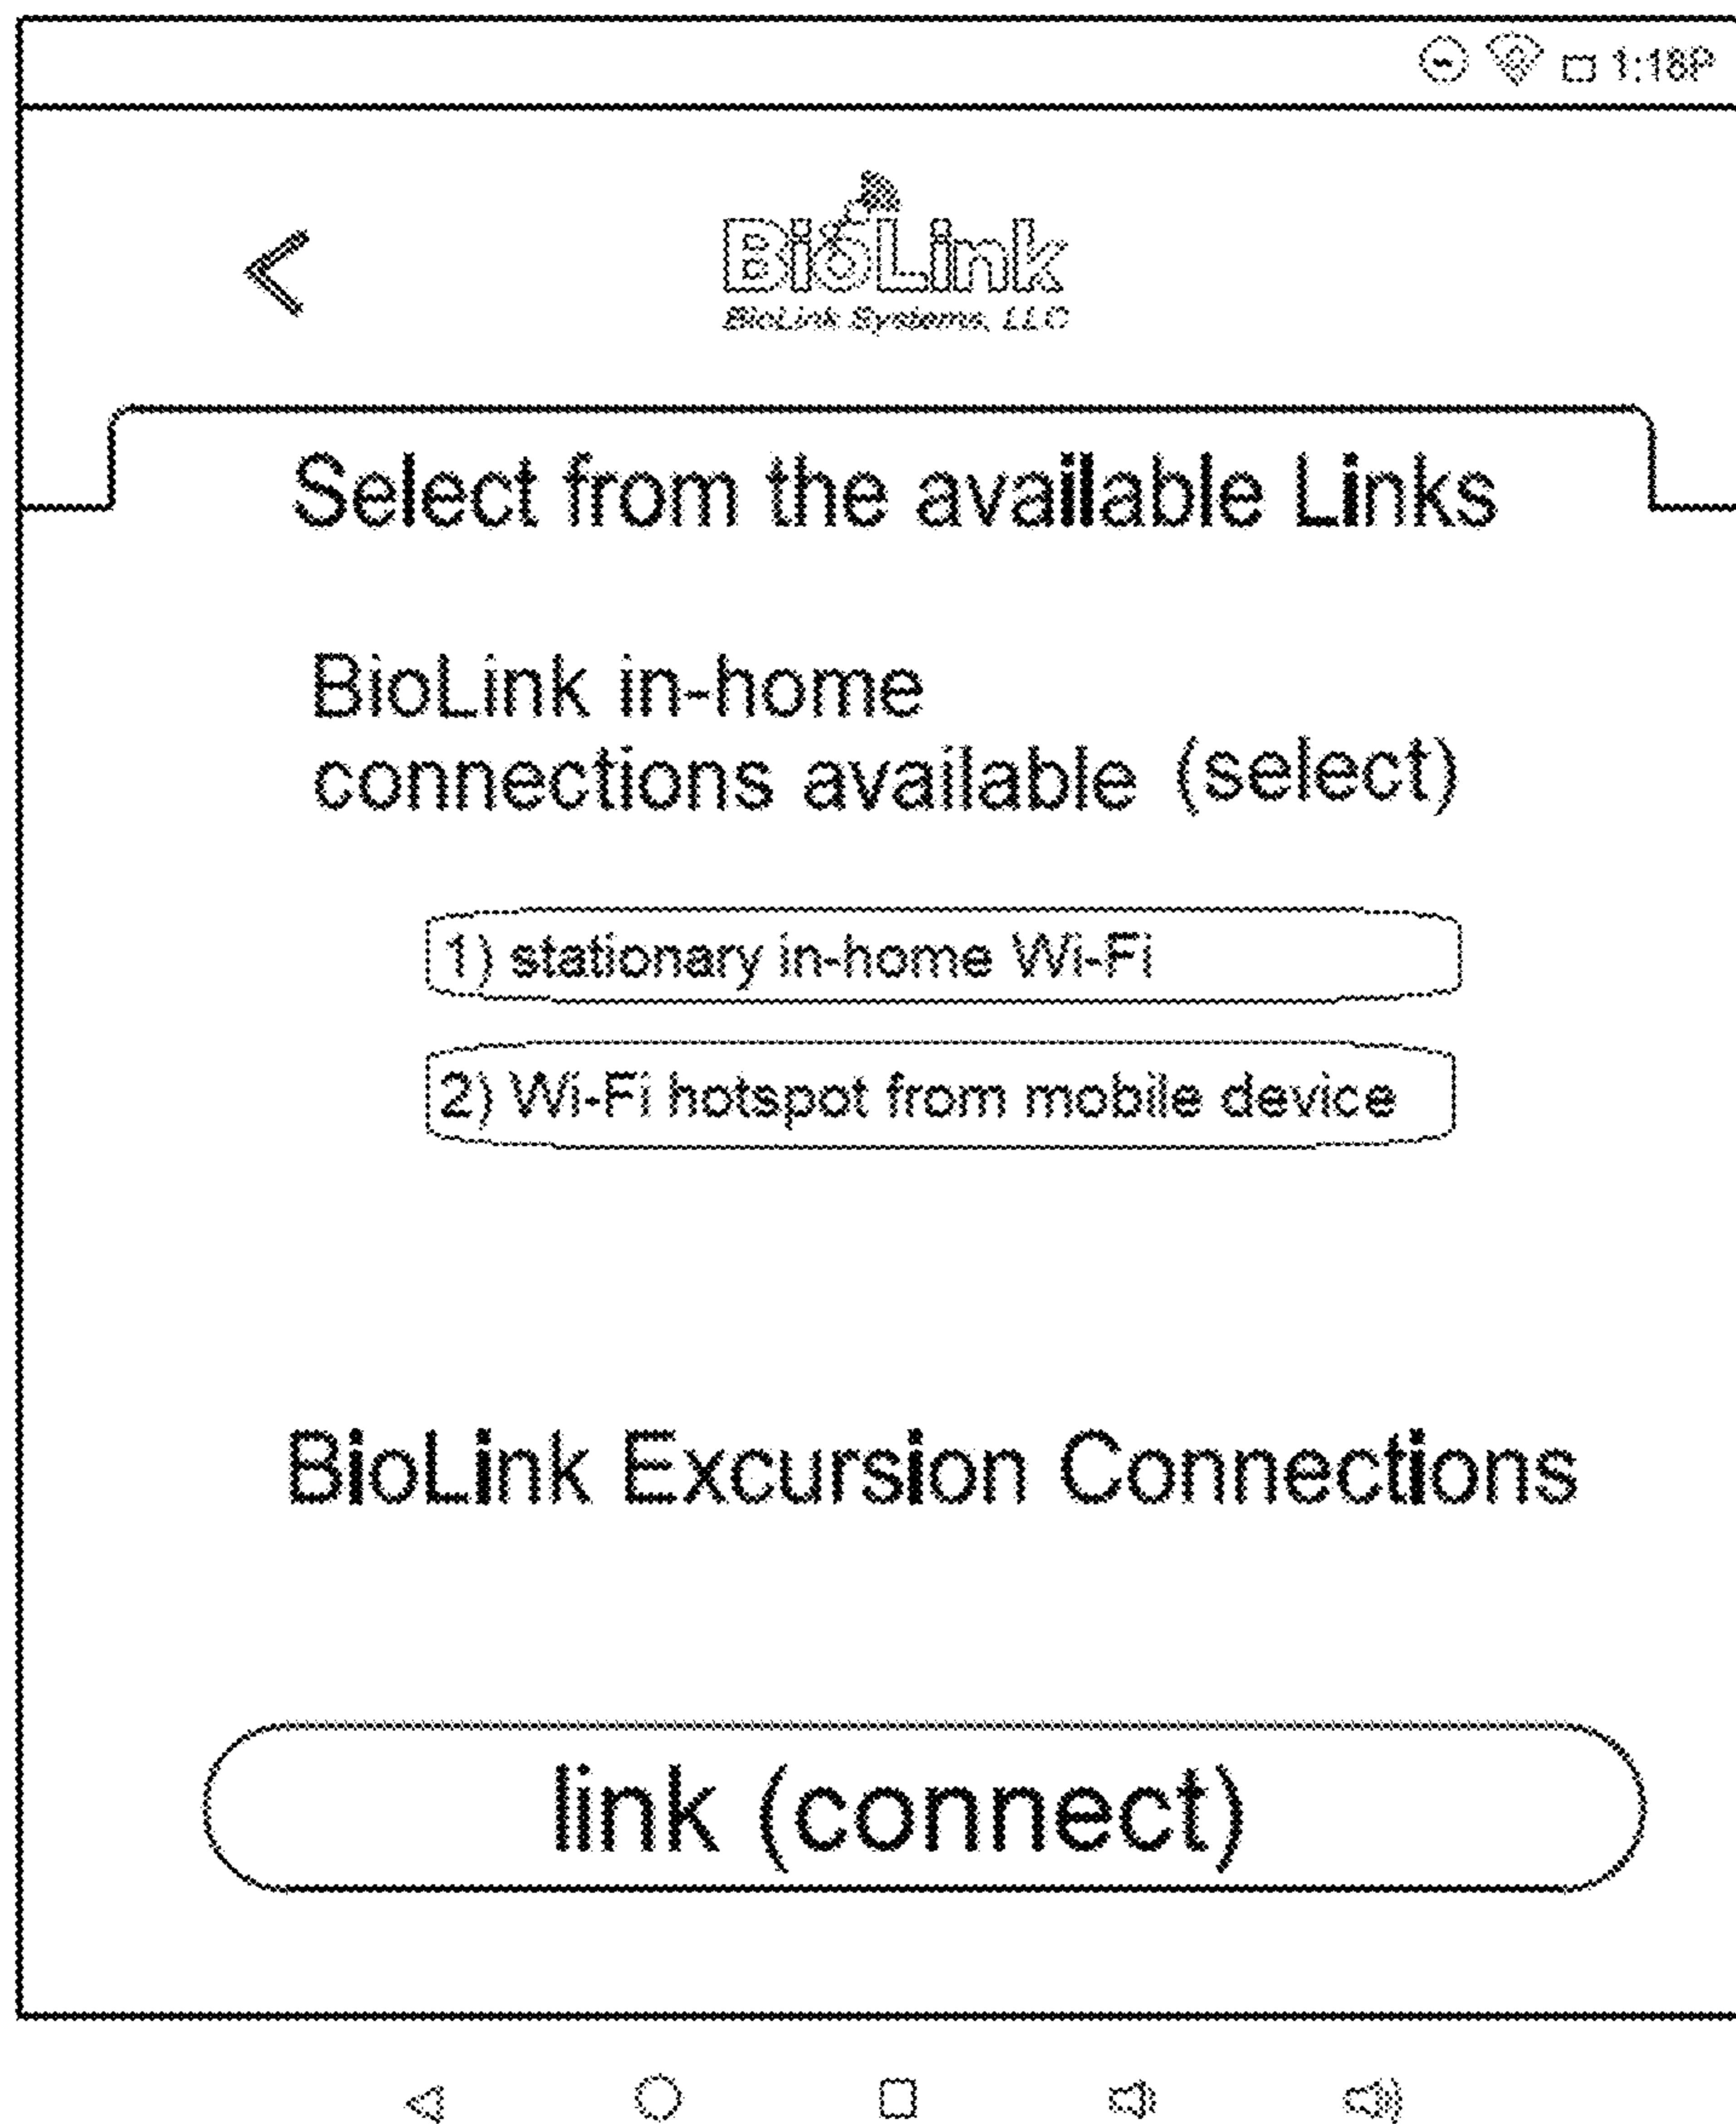 1:18P
BioLink
BioLink Systems, LLC
Select from the available Links
BioLink in-home
connections available (select)
1) stationary in-home Wi-Fi
2) Wi-Fi hotspot from mobile device
BioLink Excursion Connections
link (connect)